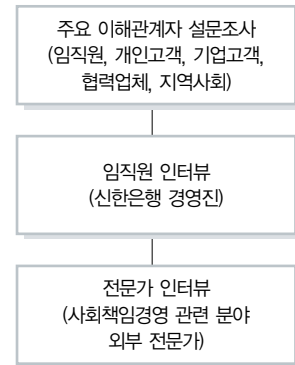 주요 이해관계자 설문조사
(임직원, 개인고객, 기업고객,
협력업체, 지역사회)
임직원 인터뷰
(신한은행 경영진)
전문가 인터뷰
(사회책임경영 관련 분야
외부 전문가)